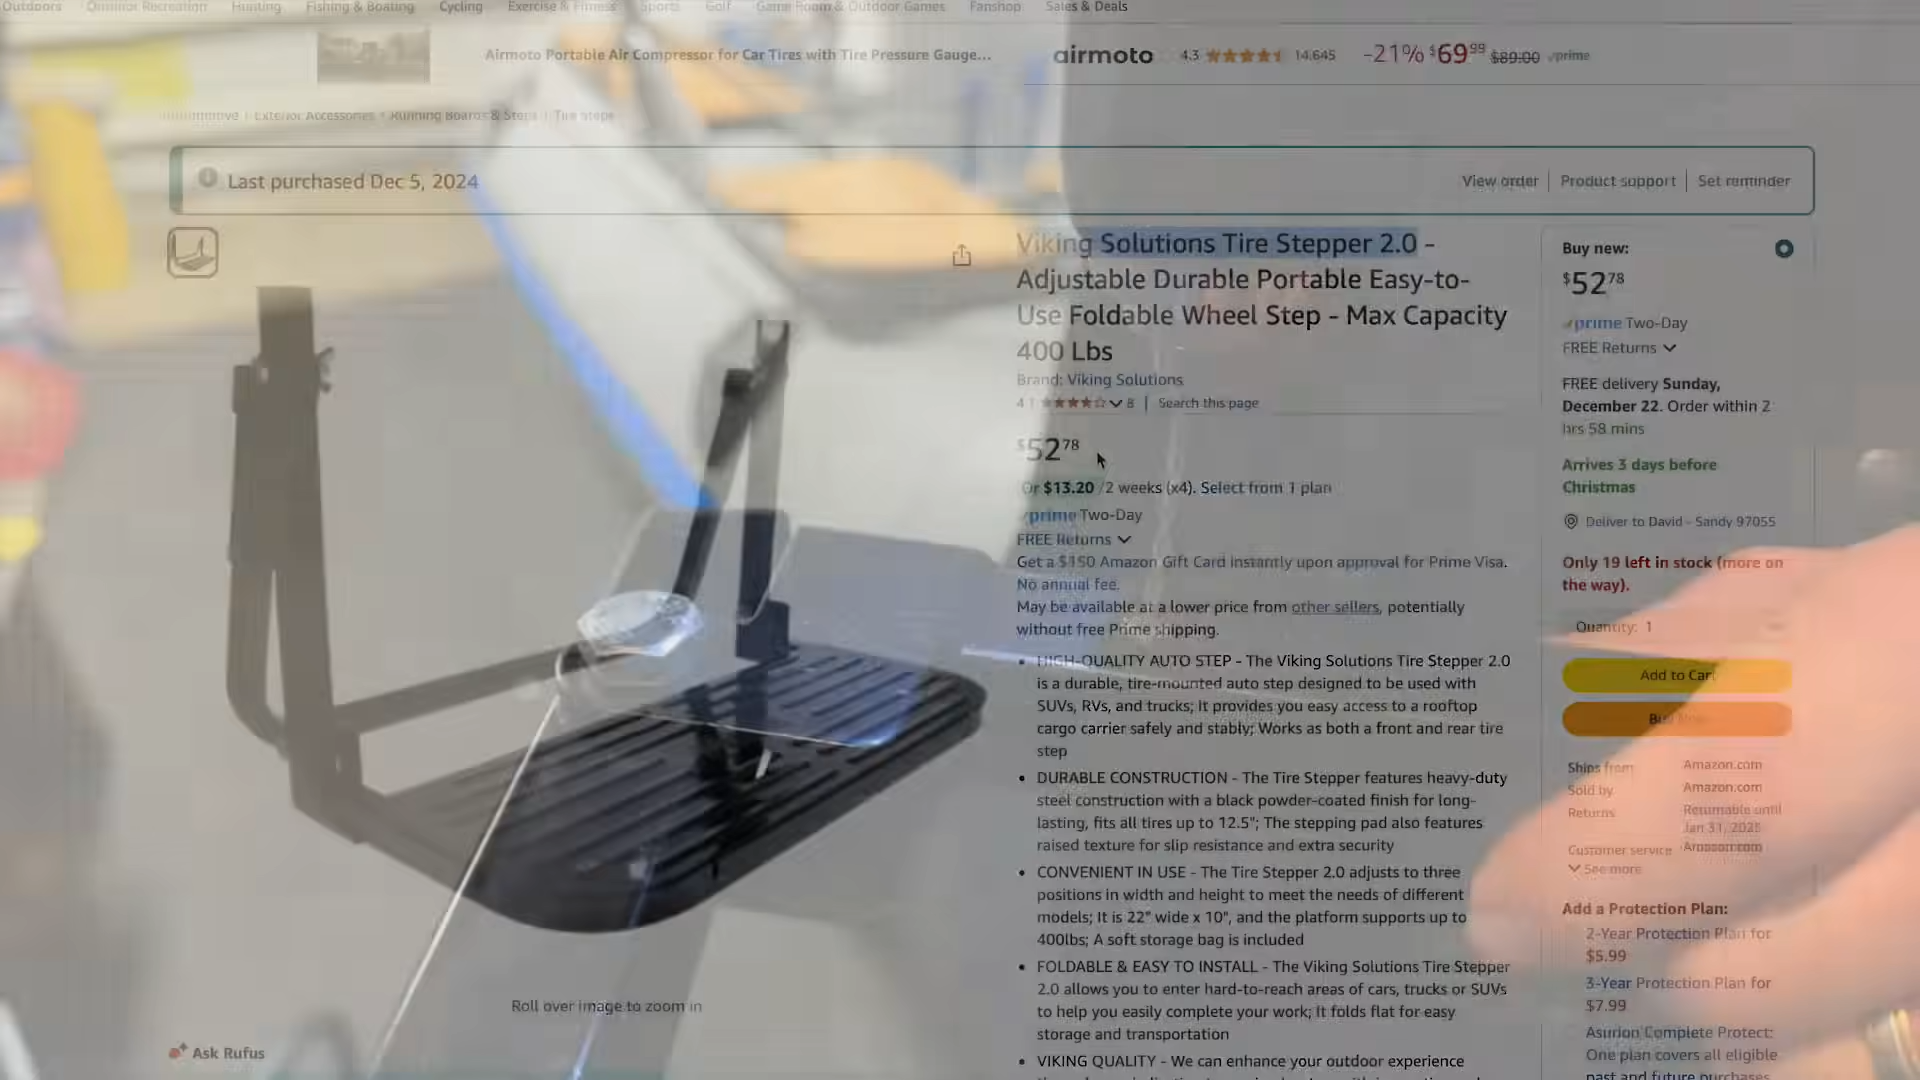 Outdoors Outdoor Recreation Hunting Fishing & Boating Cycling Exercise & Fitness Sports Golf Game Room & Outdoor Games Fanshop Sales & Deals
Airmoto Portable Air Compressor for Car Tires with Tire Pressure Gauge... airmoto 4.3 14,645 -21% $69.99 $89.00 prime
Automotive › Exterior Accessories › Running Boards & Steps › Tire Steps
Last purchased Dec 5, 2024 View order Product support Set reminder
Viking Solutions Tire Stepper 2.0 -
Adjustable Durable Portable Easy-to-
Use Foldable Wheel Step - Max Capacity
400 Lbs
Brand: Viking Solutions
4.1 8 Search this page
$52.78
Or $13.20 /2 weeks (x4). Select from 1 plan
prime Two-Day
FREE Returns
Get a $150 Amazon Gift Card instantly upon approval for Prime Visa.
No annual fee.
May be available at a lower price from other sellers, potentially
without free Prime shipping.
• HIGH-QUALITY AUTO STEP - The Viking Solutions Tire Stepper 2.0
is a durable, tire-mounted auto step designed to be used with
SUVs, RVs, and trucks; It provides you easy access to a rooftop
cargo carrier safely and stably; Works as both a front and rear tire
step
• DURABLE CONSTRUCTION - The Tire Stepper features heavy-duty
steel construction with a black powder-coated finish for long-
lasting, fits all tires up to 12.5"; The stepping pad also features
raised texture for slip resistance and extra security
• CONVENIENT IN USE - The Tire Stepper 2.0 adjusts to three
positions in width and height to meet the needs of different
models; It is 22" wide x 10", and the platform supports up to
400lbs; A soft storage bag is included
• FOLDABLE & EASY TO INSTALL - The Viking Solutions Tire Stepper
2.0 allows you to enter hard-to-reach areas of cars, trucks or SUVs
to help you easily complete your work; It folds flat for easy
storage and transportation
• VIKING QUALITY - We can enhance your outdoor experience
Buy new:
$52.78
prime Two-Day
FREE Returns
FREE delivery Sunday,
December 22. Order within 2
hrs 58 mins
Arrives 3 days before
Christmas
Deliver to David - Sandy 97055
Only 19 left in stock (more on
the way).
Quantity: 1
Add to Cart
Buy Now
Ships from Amazon.com
Sold by Amazon.com
Returns Returnable until
Jan 31, 2025
Customer service Amazon.com
See more
Add a Protection Plan:
2-Year Protection Plan for
$5.99
3-Year Protection Plan for
$7.99
Asurion Complete Protect:
One plan covers all eligible
past and future purchases
Roll over image to zoom in
Ask Rufus